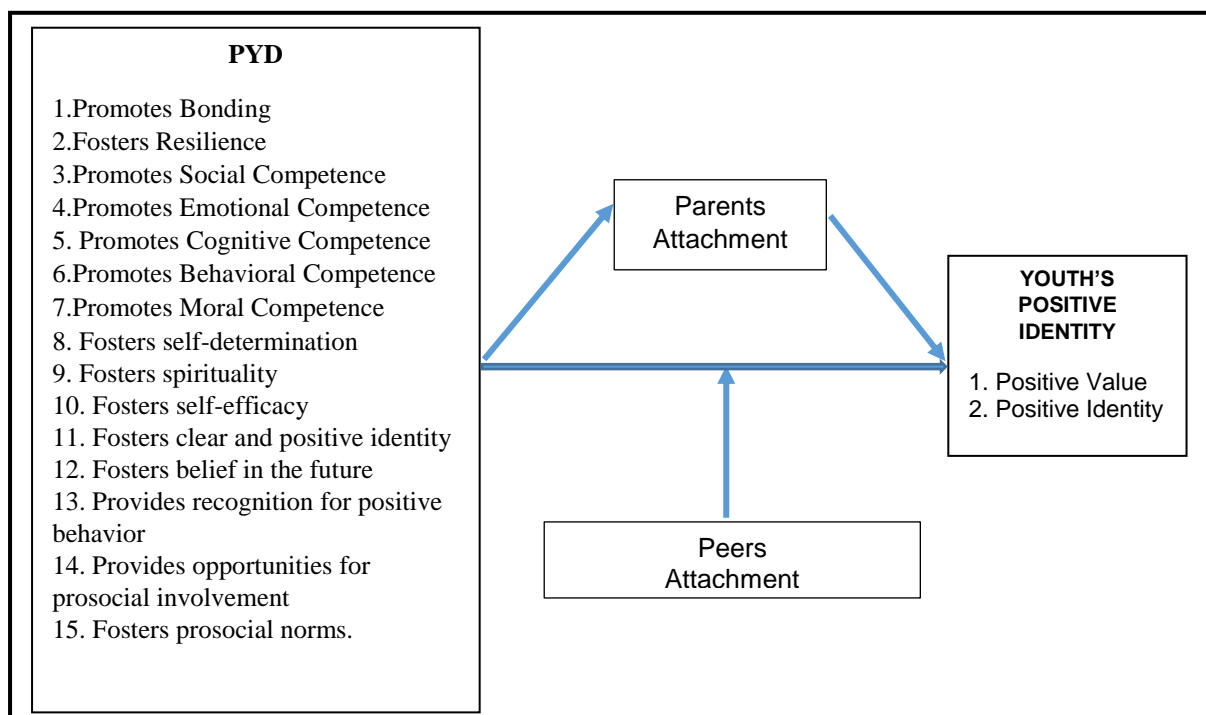 PYD
1.Promotes Bonding
2.Fosters Resilience
3.Promotes Social Competence
4.Promotes Emotional Competence
5. Promotes Cognitive Competence
6.Promotes Behavioral Competence
7.Promotes Moral Competence
8. Fosters self-determination
9. Fosters spirituality
10. Fosters self-efficacy
11. Fosters clear and positive identity
12. Fosters belief in the future
13. Provides recognition for positive
behavior
14. Provides opportunities for
prosocial involvement
15. Fosters prosocial norms.
Parents
Attachment
Peers
Attachment
YOUTH’S
POSITIVE
IDENTITY
1. Positive Value
2. Positive Identity